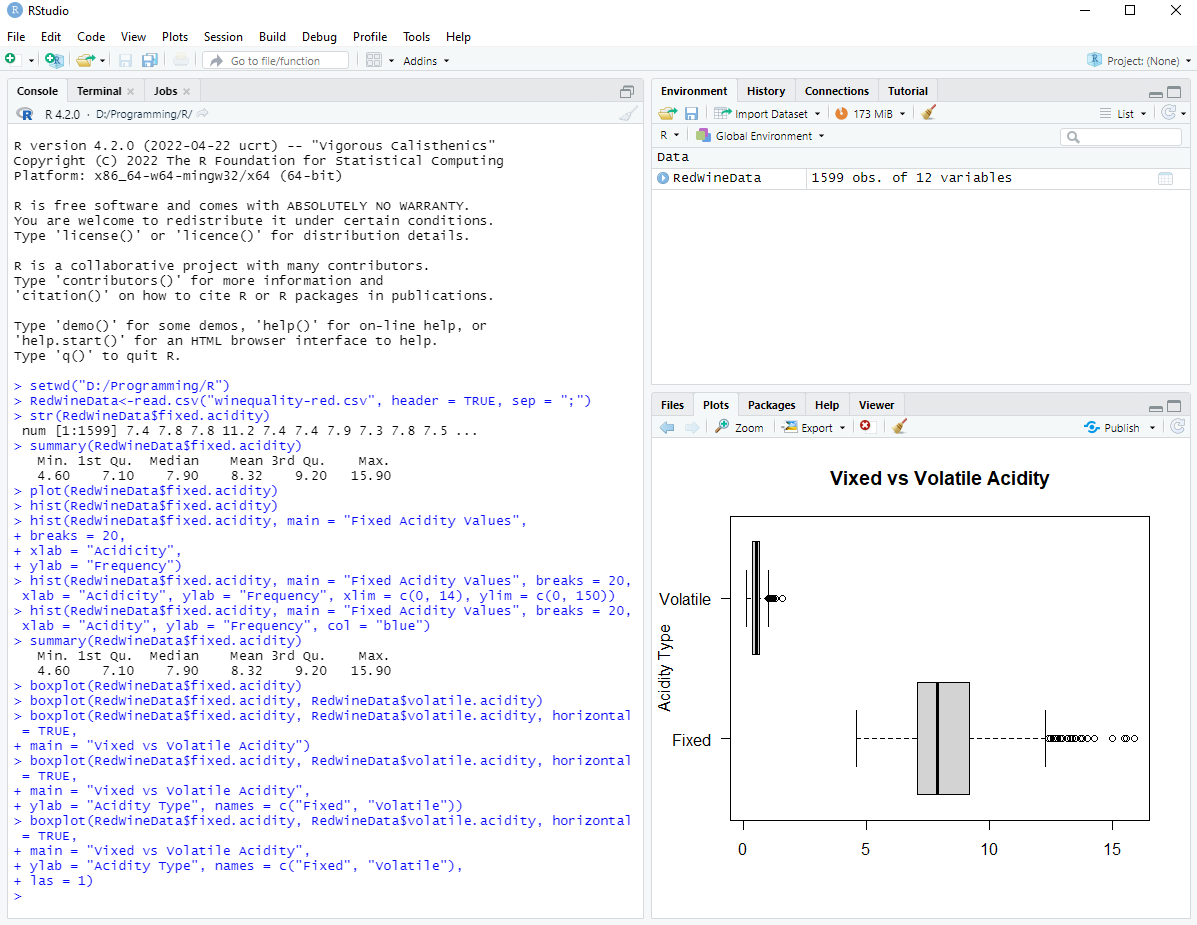 RStudio
File Edit Code View Plots Session Build Debug Profile Tools Help
Go to file/function Addins Project: (None)
Console Terminal Jobs
R 4.2.0 · D:/Programming/R/
R version 4.2.0 (2022-04-22 ucrt) -- "Vigorous Calisthenics"
Copyright (C) 2022 The R Foundation for Statistical Computing
Platform: x86_64-w64-mingw32/x64 (64-bit)
R is free software and comes with ABSOLUTELY NO WARRANTY.
You are welcome to redistribute it under certain conditions.
Type 'license()' or 'licence()' for distribution details.
R is a collaborative project with many contributors.
Type 'contributors()' for more information and
'citation()' on how to cite R or R packages in publications.
Type 'demo()' for some demos, 'help()' for on-line help, or
'help.start()' for an HTML browser interface to help.
Type 'q()' to quit R.
> setwd("D:/Programming/R")
> RedWineData<-read.csv("winequality-red.csv", header = TRUE, sep = ";")
> str(RedWineData$fixed.acidity)
num [1:1599] 7.4 7.8 7.8 11.2 7.4 7.4 7.9 7.3 7.8 7.5 ...
> summary(RedWineData$fixed.acidity)
Min. 1st Qu. Median Mean 3rd Qu. Max.
4.60 7.10 7.90 8.32 9.20 15.90
> plot(RedWineData$fixed.acidity)
> hist(RedWineData$fixed.acidity)
> hist(RedWineData$fixed.acidity, main = "Fixed Acidity Values",
+ breaks = 20,
+ xlab = "Acidicity",
+ ylab = "Frequency")
> hist(RedWineData$fixed.acidity, main = "Fixed Acidity Values", breaks = 20,
xlab = "Acidicity", ylab = "Frequency", xlim = c(0, 14), ylim = c(0, 150))
> hist(RedWineData$fixed.acidity, main = "Fixed Acidity Values", breaks = 20,
xlab = "Acidity", ylab = "Frequency", col = "blue")
> summary(RedWineData$fixed.acidity)
Min. 1st Qu. Median Mean 3rd Qu. Max.
4.60 7.10 7.90 8.32 9.20 15.90
> boxplot(RedWineData$fixed.acidity)
> boxplot(RedWineData$fixed.acidity, RedWineData$volatile.acidity)
> boxplot(RedWineData$fixed.acidity, RedWineData$volatile.acidity, horizontal
= TRUE,
+ main = "Vixed vs Volatile Acidity")
> boxplot(RedWineData$fixed.acidity, RedWineData$volatile.acidity, horizontal
= TRUE,
+ main = "Vixed vs Volatile Acidity",
+ ylab = "Acidity Type", names = c("Fixed", "Volatile"))
> boxplot(RedWineData$fixed.acidity, RedWineData$volatile.acidity, horizontal
= TRUE,
+ main = "Vixed vs Volatile Acidity",
+ ylab = "Acidity Type", names = c("Fixed", "Volatile"),
+ las = 1)
>
Environment History Connections Tutorial
Import Dataset 173 MiB List
R Global Environment
Data
RedWineData 1599 obs. of 12 variables
Files Plots Packages Help Viewer
Zoom Export Publish
Vixed vs Volatile Acidity
Volatile
Acidity Type
Fixed
0 5 10 15